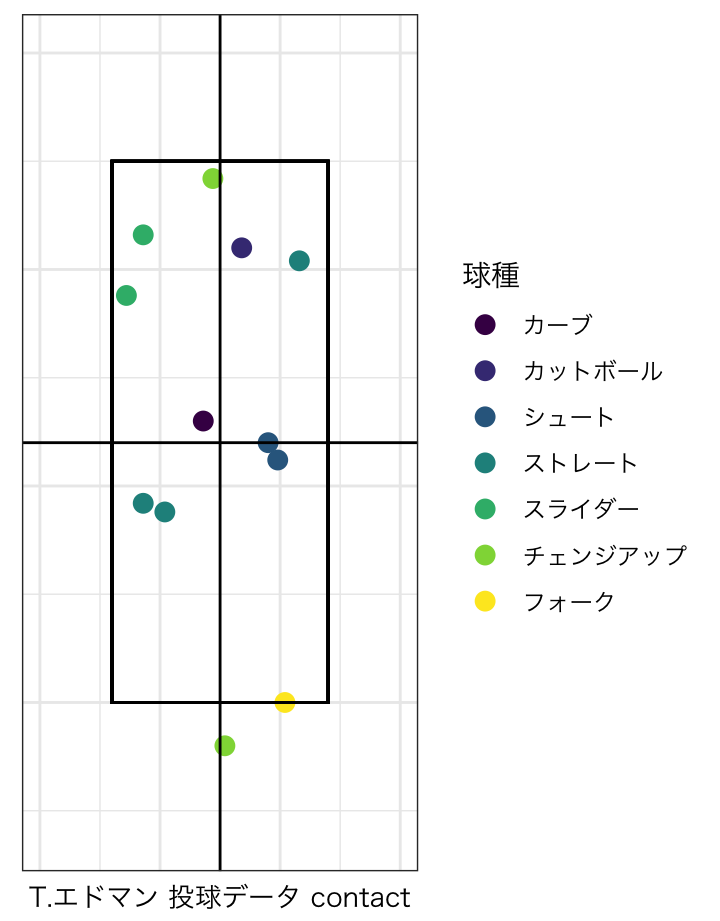 球種
カーブ
カットボール
シュート
ストレート
スライダー
チェンジアップ
フォーク
T.エドマン 投球データ contact